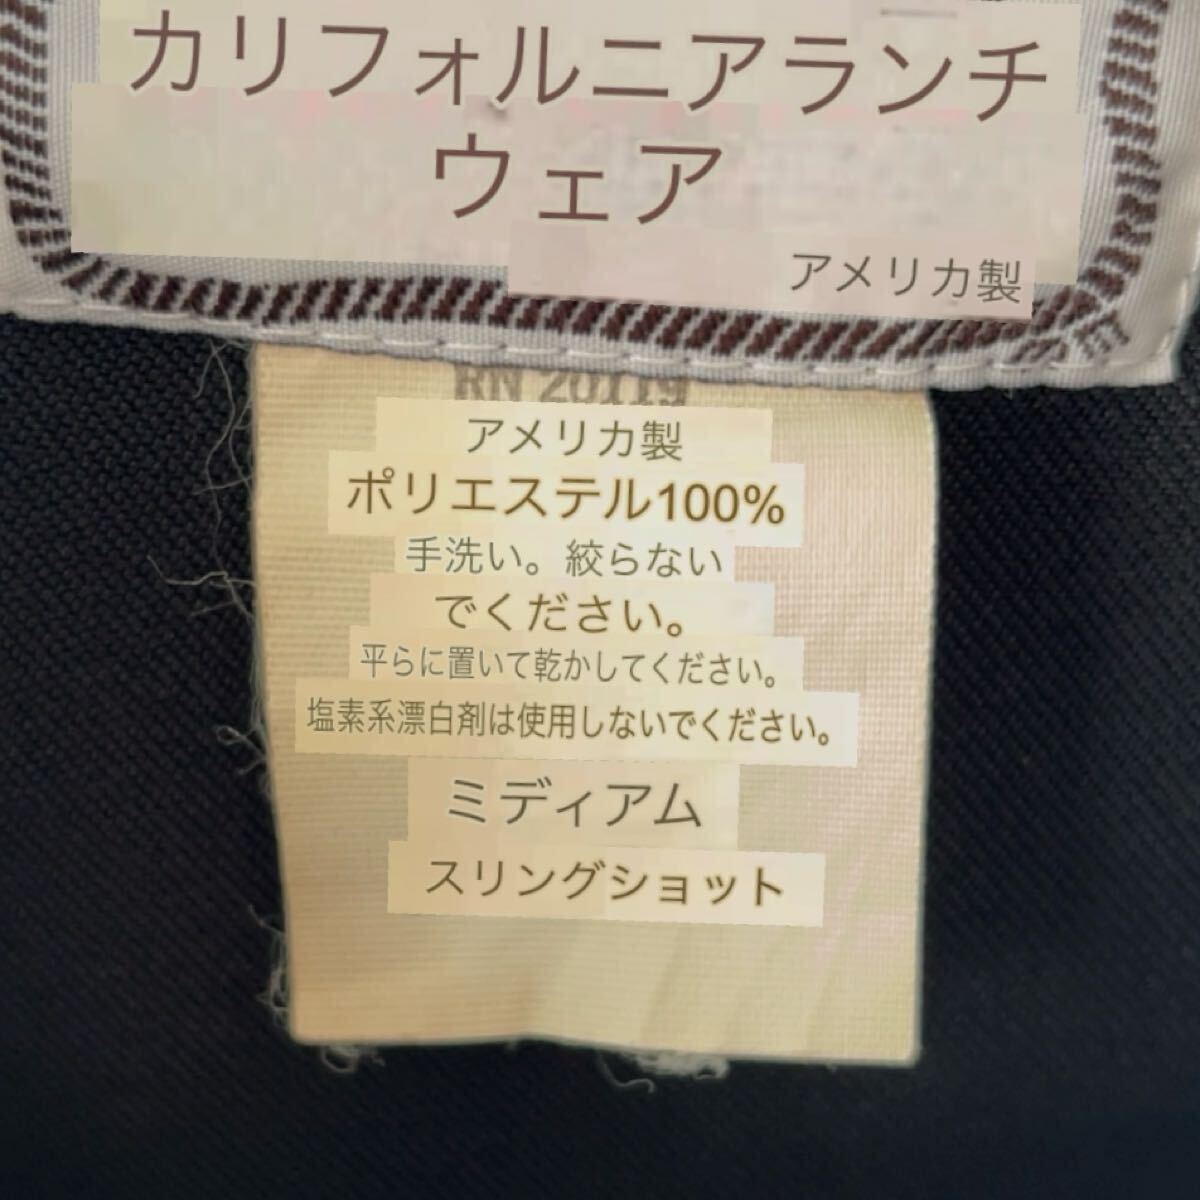 カリフォルニアランチ
ウェア
アメリカ製
RN 20119
アメリカ製
ポリエステル100%
手洗い。絞らない
でください。
平らに置いて乾かしてください。
塩素系漂白剤は使用しないでください。
ミディアム
スリングショット